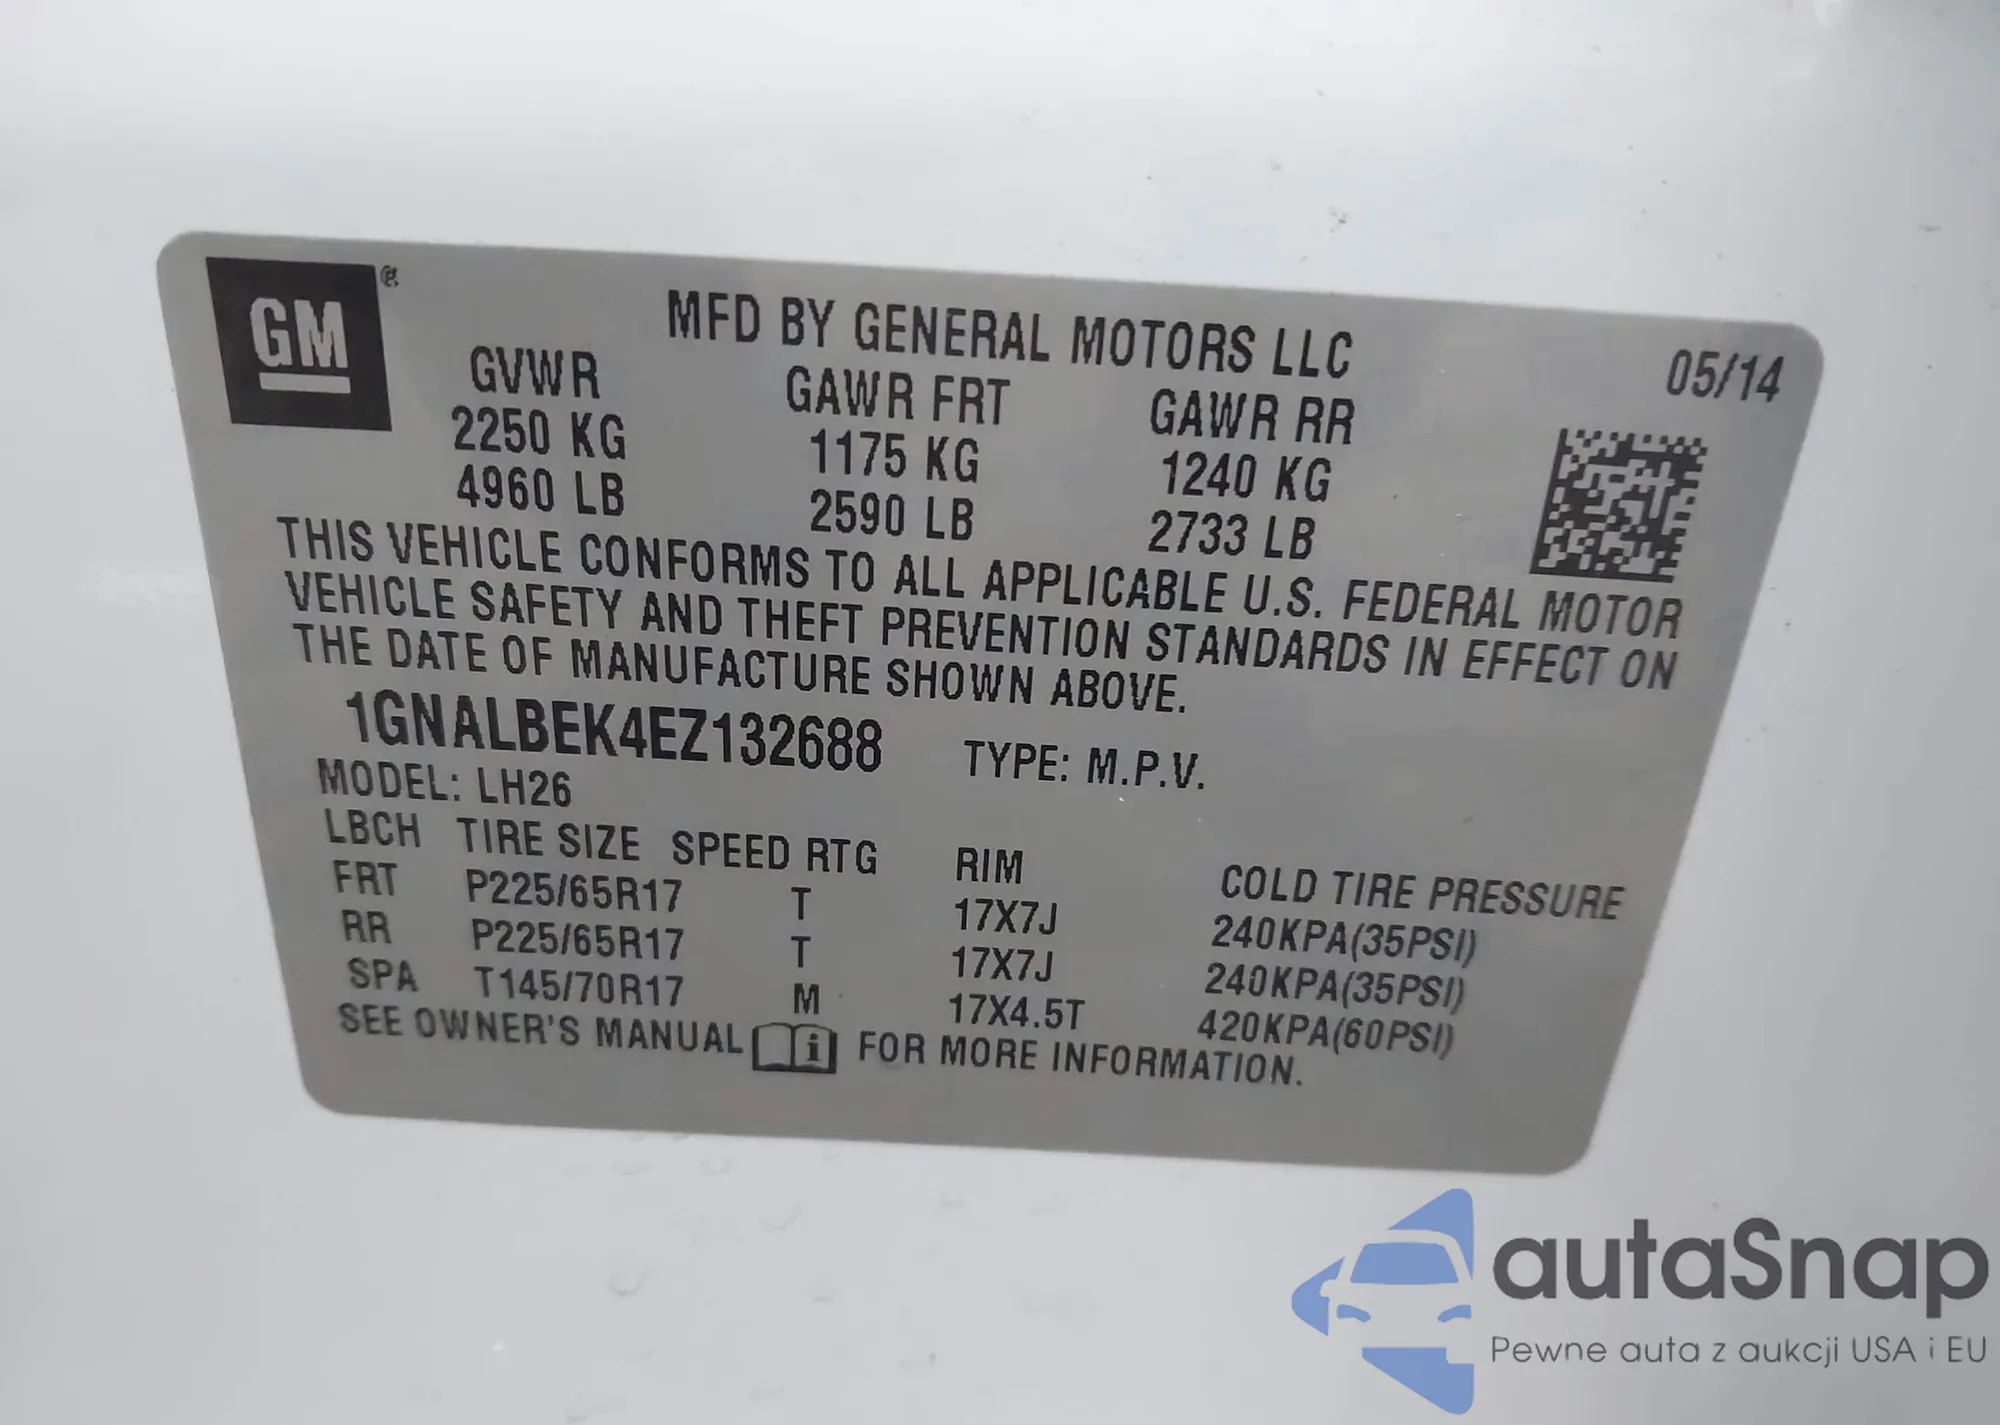 GM
MFD BY GENERAL MOTORS LLC
05/14
GVWR GAWR FRT GAWR RR
2250 KG 1175 KG 1240 KG
4960 LB 2590 LB 2733 LB
THIS VEHICLE CONFORMS TO ALL APPLICABLE U.S. FEDERAL MOTOR
VEHICLE SAFETY AND THEFT PREVENTION STANDARDS IN EFFECT ON
THE DATE OF MANUFACTURE SHOWN ABOVE.
1GNALBEK4EZ132688 TYPE: M.P.V.
MODEL: LH26
LBCH TIRE SIZE SPEED RTG RIM COLD TIRE PRESSURE
FRT P225/65R17 T 17X7J 240KPA(35PSI)
RR P225/65R17 T 17X7J 240KPA(35PSI)
SPA T145/70R17 M 17X4.5T 420KPA(60PSI)
SEE OWNER'S MANUAL i FOR MORE INFORMATION.
autaSnap
Pewne auta z aukcji USA i EU